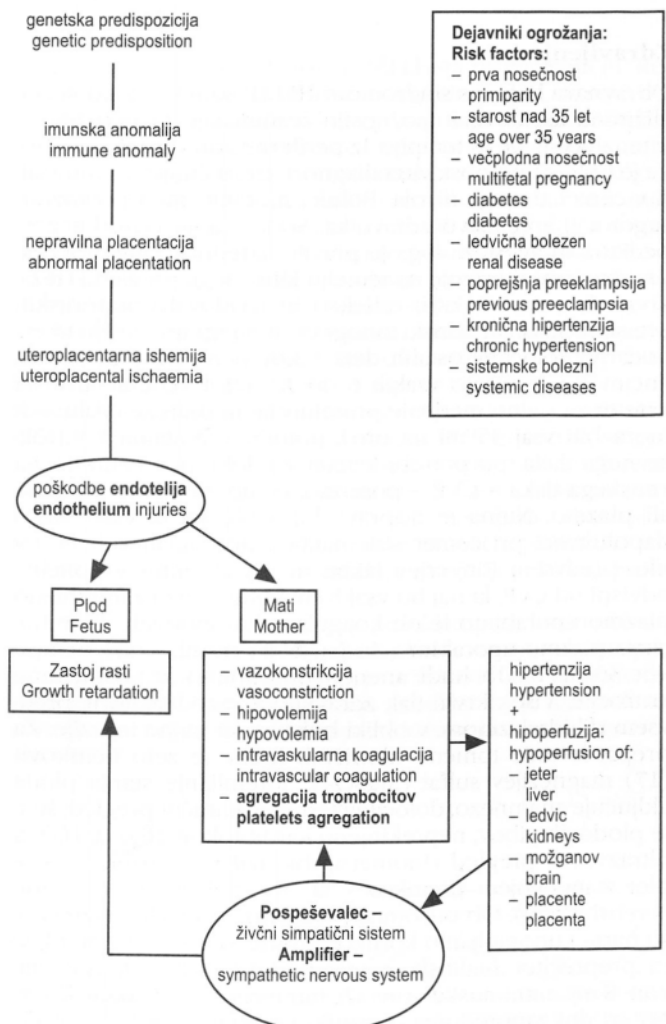 genetska predispozicija
genetic predisposition
imunska anomalija
immune anomaly
nepravilna placentacija
abnormal placentation
uteroplacentarna ishemija
uteroplacental ischaemia
poškodbe endotelija
endothelium injuries
Plod
Fetus
Mati
Mother
Zastoj rasti
Growth retardation
– vazokonstrikcija
vasoconstriction
– hipovolemija
hypovolemia
– intravaskularna koagulacija
intravascular coagulation
– agregacija trombocitov
platelets agregation
hipertenzija
hypertension
+
hipoperfuzija:
hypoperfusion of:
– jeter
liver
– ledvic
kidneys
– možganov
brain
– placente
placenta
Pospeševalec –
živčni simpatični sistem
Amplifier –
sympathetic nervous system
Dejavniki ogrožanja:
Risk factors:
– prva nosečnost
primiparity
– starost nad 35 let
age over 35 years
– večplodna nosečnost
multifetal pregnancy
– diabetes
diabetes
– ledvična bolezen
renal disease
– poporejšnja preeklampsija
previous preeclampsia
– kronična hipertenzija
chronic hypertension
– sistemske bolezni
systemic diseases